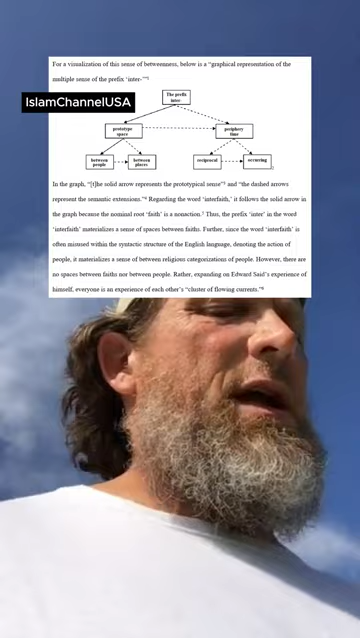 For a visualization of this sense of betweenness, below is a "graphical representation of the
multiple sense of the prefix 'inter-'"⁵
IslamChannelUSA
The prefix
inter
prototype
space
periphery
time
between
people
between
places
reciprocal
occurring
In the graph, "[t]he solid arrow represents the prototypical sense" and "the dashed arrows
represent the semantic extensions." Regarding the word 'interfaith,' it follows the solid arrow in
the graph because the nominal root 'faith' is a nonaction. Thus, the prefix 'inter' in the word
'interfaith' materializes a sense of spaces between faiths. Further, since the word 'interfaith' is
often misused within the syntactic structure of the English language, denoting the action of
people, it materializes a sense between religious categorizations of people. However, there are
no spaces between faiths nor between people. Rather, expanding on Edward Said's experience of
himself, everyone is an experience of each other's "cluster of flowing currents."